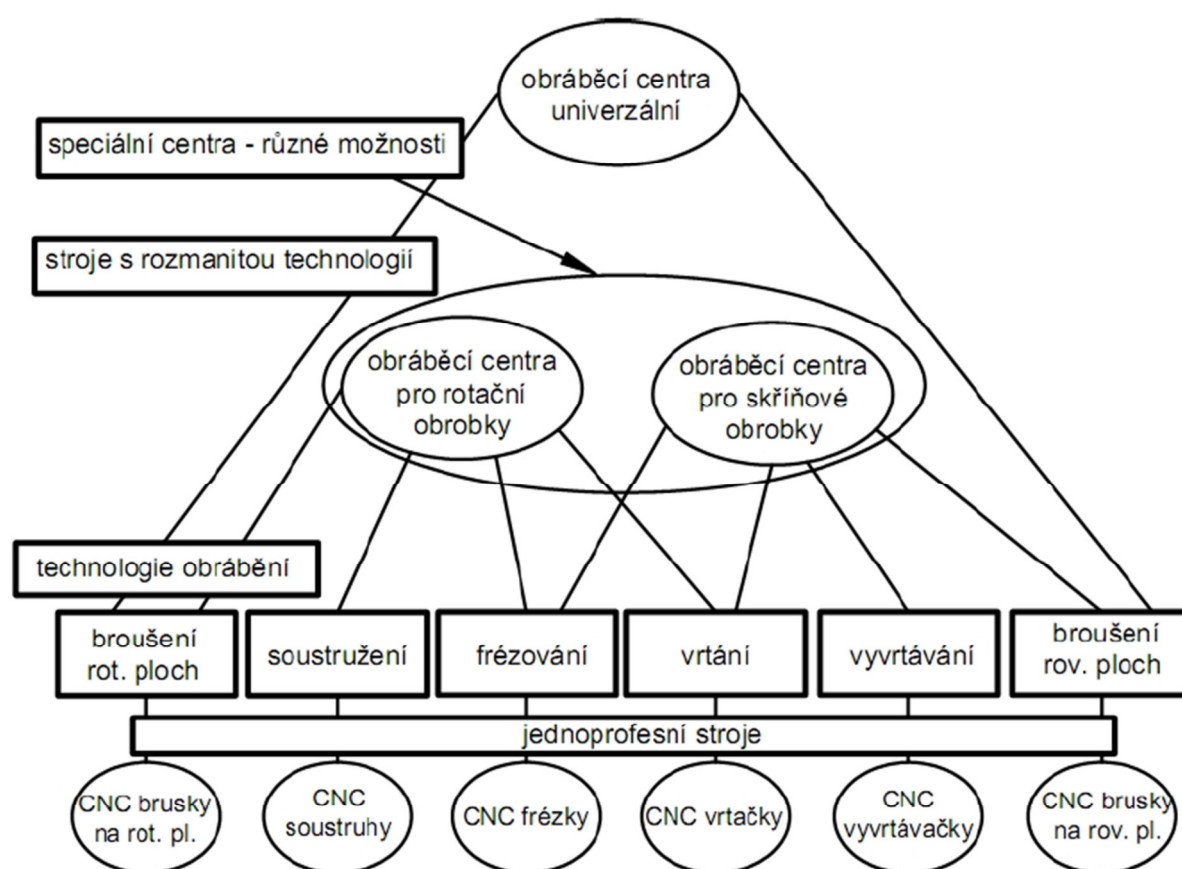 obráběcí centra
univerzální
speciální centra - různé možnosti
stroje s rozmanitou technologií
obráběcí centra
pro rotační
obrobky
obráběcí centra
pro skříňové
obrobky
technologie obrábění
broušení
rot. ploch
soustružení
frézování
vrtání
vyvrtávání
broušení
rov. ploch
jednoprofesní stroje
CNC brusky
na rot. pl.
CNC
soustruhy
CNC frézky
CNC vrtačky
CNC
vyvrtávačky
CNC brusky
na rov. pl.